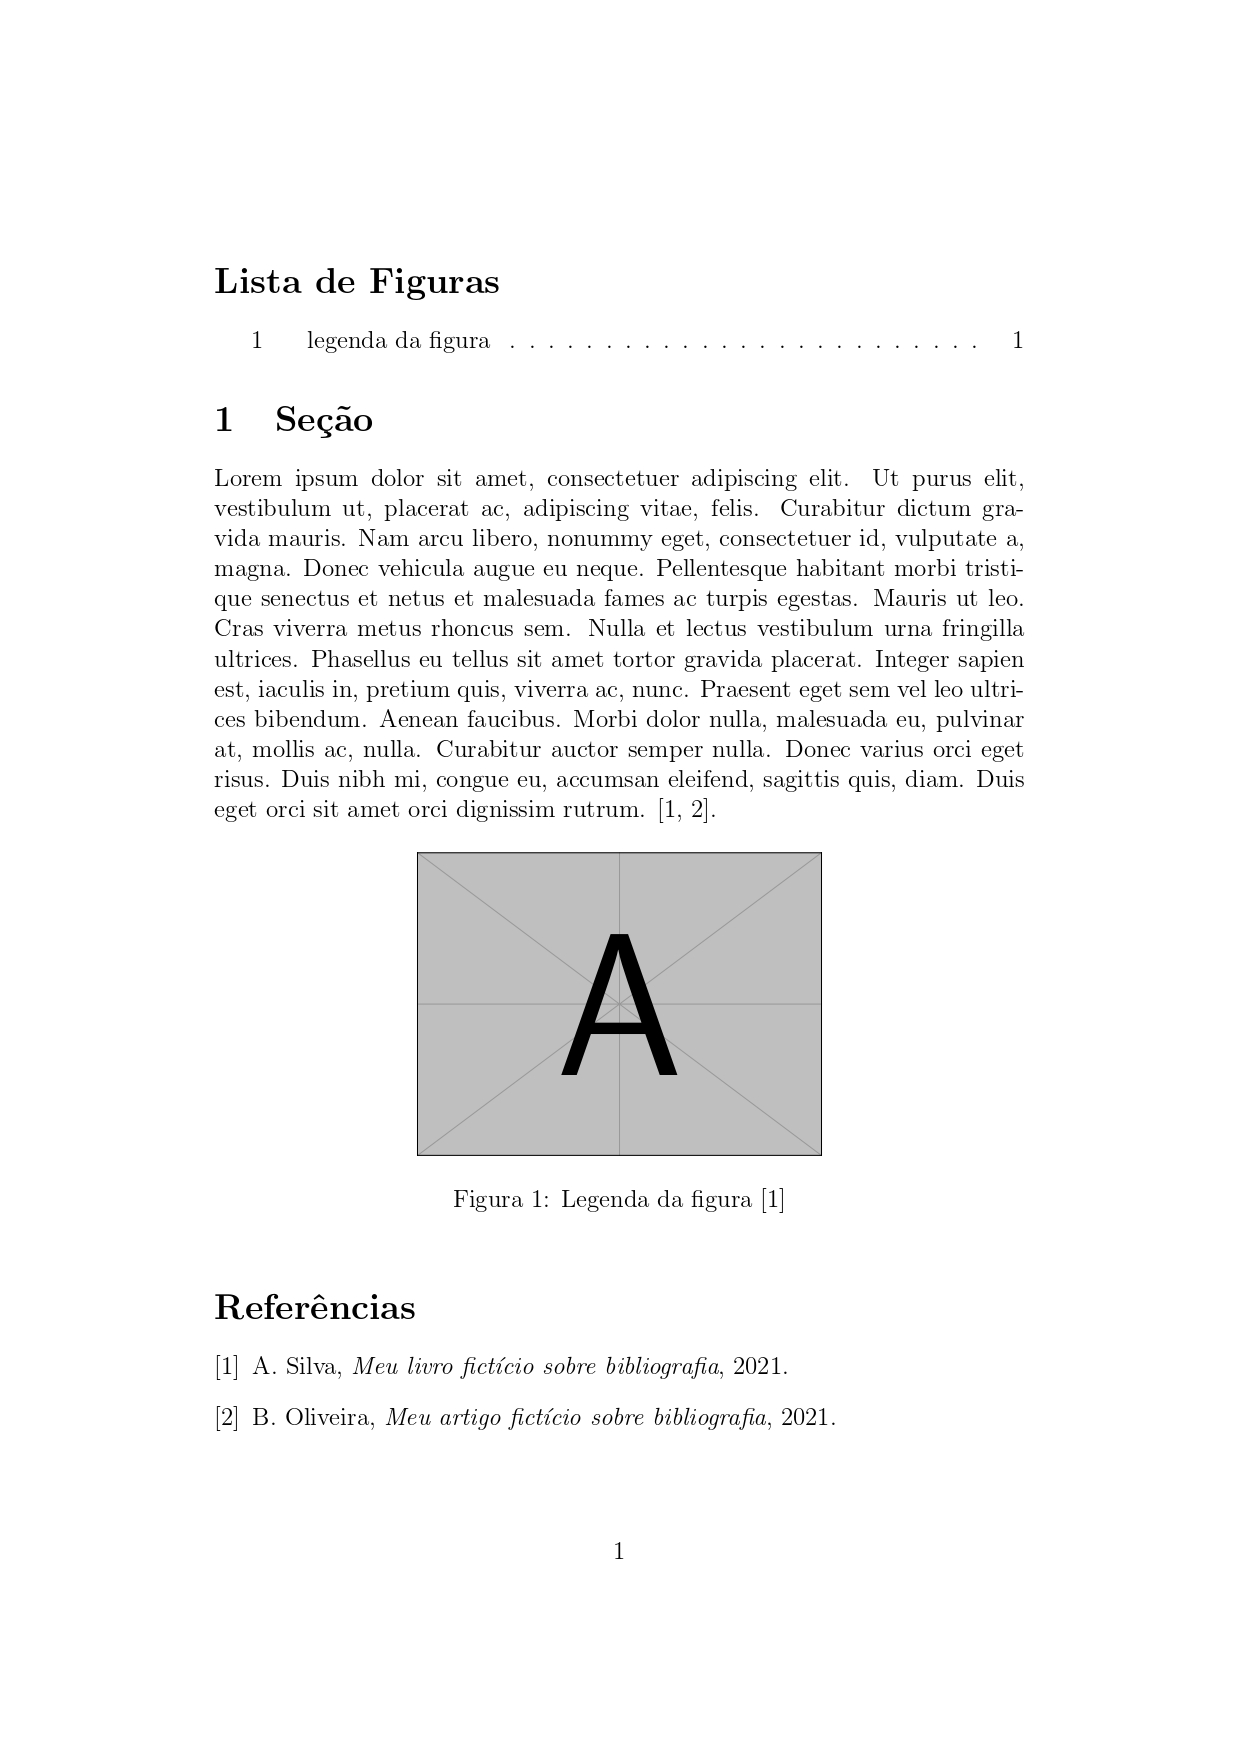 Lista de Figuras
1 legenda da figura . . . . . . . . . . . . . . . . . . . . . . . . . 1
1 Seção
Lorem ipsum dolor sit amet, consectetuer adipiscing elit. Ut purus elit,
vestibulum ut, placerat ac, adipiscing vitae, felis. Curabitur dictum gra-
vida mauris. Nam arcu libero, nonummy eget, consectetuer id, vulputate a,
magna. Donec vehicula augue eu neque. Pellentesque habitant morbi tristi-
que senectus et netus et malesuada fames ac turpis egestas. Mauris ut leo.
Cras viverra metus rhoncus sem. Nulla et lectus vestibulum urna fringilla
ultrices. Phasellus eu tellus sit amet tortor gravida placerat. Integer sapien
est, iaculis in, pretium quis, viverra ac, nunc. Praesent eget sem vel leo ultri-
ces bibendum. Aenean faucibus. Morbi dolor nulla, malesuada eu, pulvinar
at, mollis ac, nulla. Curabitur auctor semper nulla. Donec varius orci eget
risus. Duis nibh mi, congue eu, accumsan eleifend, sagittis quis, diam. Duis
eget orci sit amet orci dignissim rutrum. [1, 2].
A
Figura 1: Legenda da figura [1]
Referências
[1] A. Silva, Meu livro fictício sobre bibliografia, 2021.
[2] B. Oliveira, Meu artigo fictício sobre bibliografia, 2021.
1